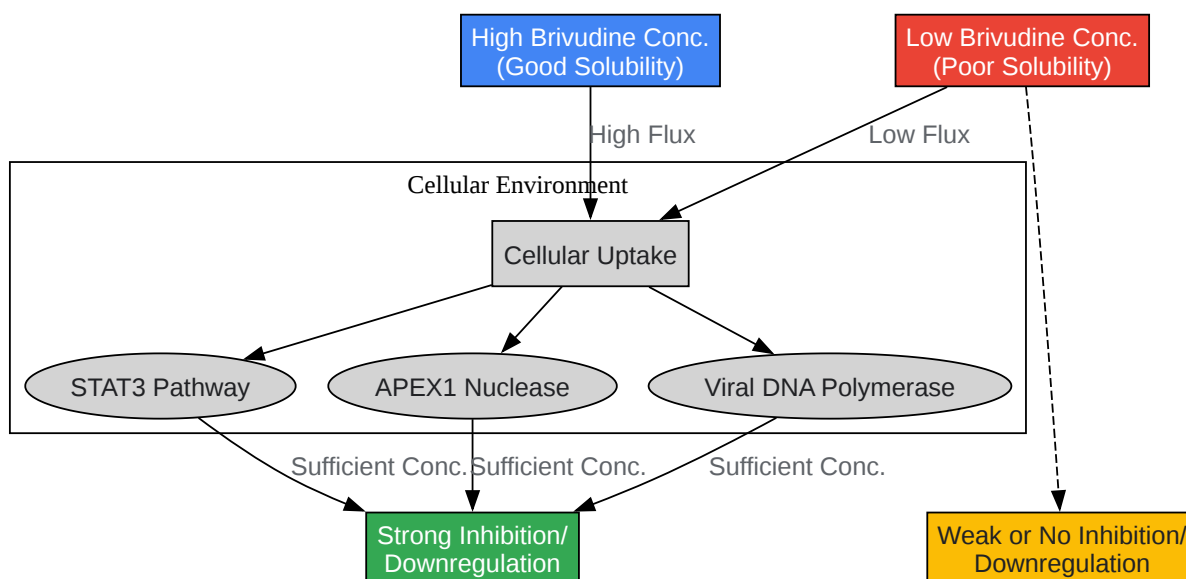 High Brivudine Conc.
(Good Solubility)
Low Brivudine Conc.
(Poor Solubility)
High Flux
Low Flux
Cellular Environment
Cellular Uptake
STAT3 Pathway
APEX1 Nuclease
Viral DNA Polymerase
Sufficient Conc.
Sufficient Conc.
Sufficient Conc.
Strong Inhibition/
Downregulation
Weak or No Inhibition/
Downregulation